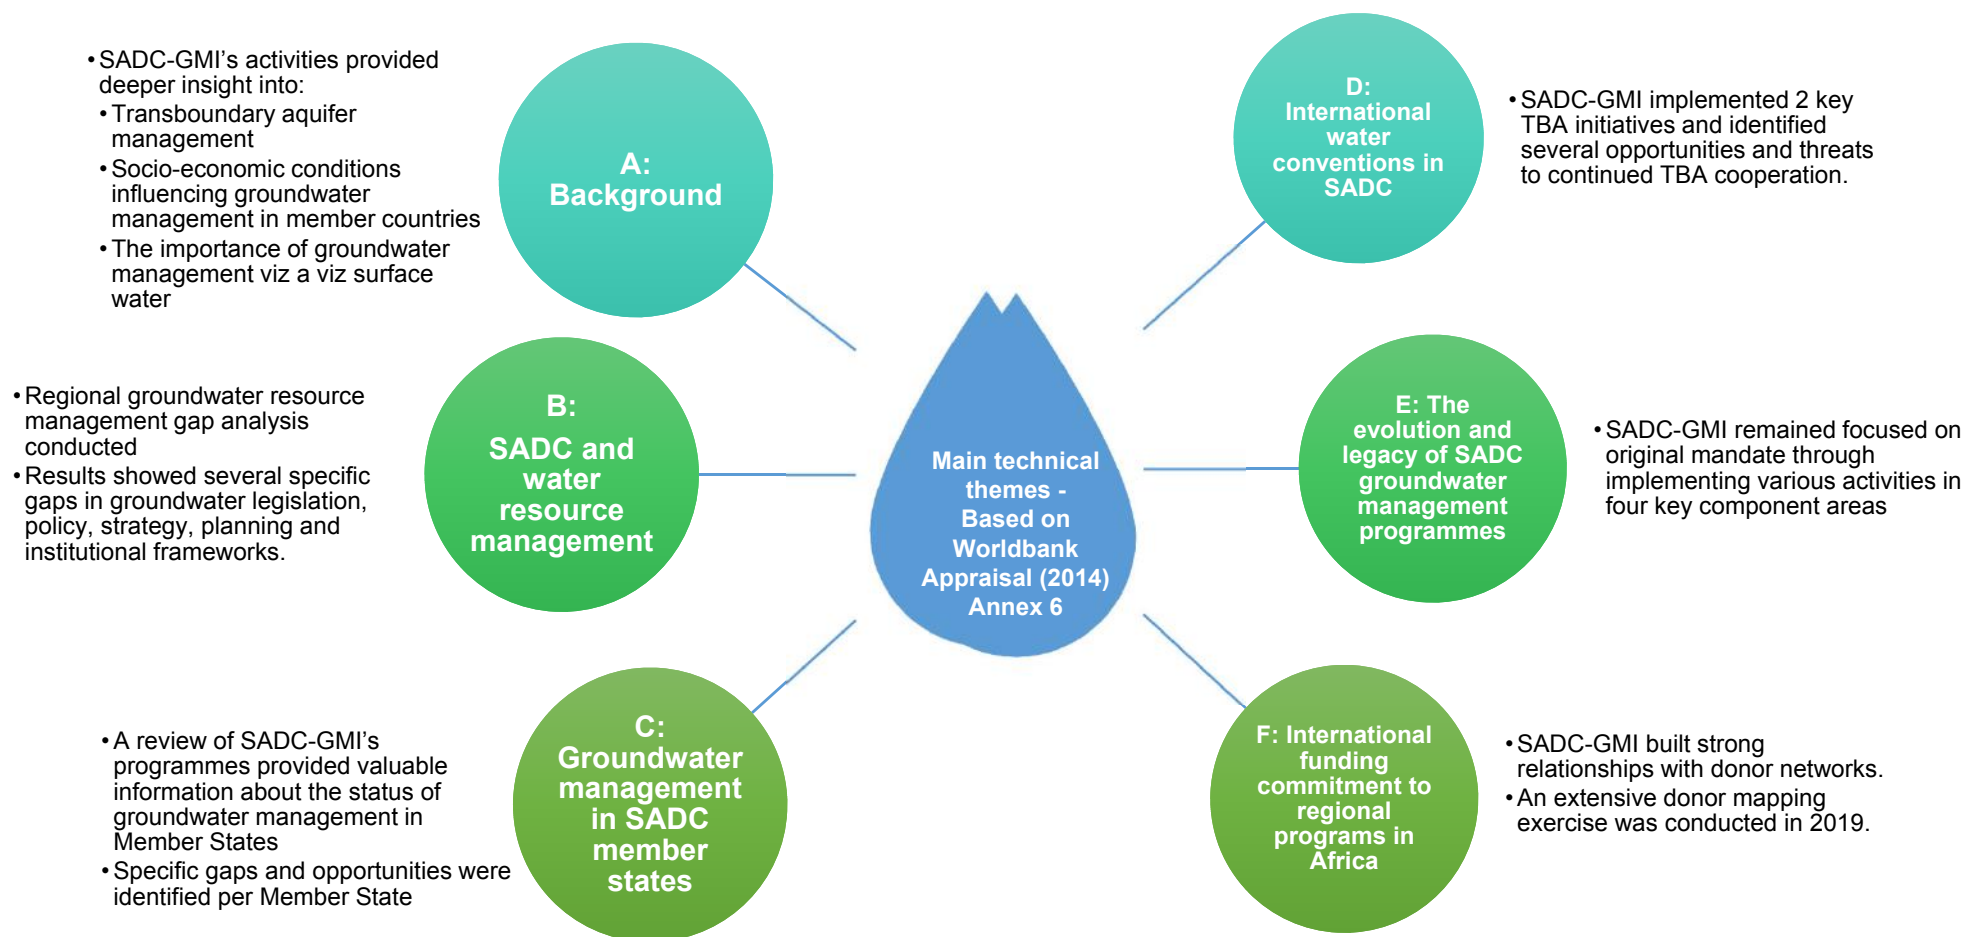 • SADC-GMI’s activities provided
deeper insight into:
• Transboundary aquifer
management
• Socio-economic conditions
influencing groundwater
management in member countries
• The importance of groundwater
management viz a viz surface
water
A:
Background
• Regional groundwater resource
management gap analysis
conducted
• Results showed several specific
gaps in groundwater legislation,
policy, strategy, planning and
institutional frameworks.
B:
SADC and
water
resource
management
• A review of SADC-GMI’s
programmes provided valuable
information about the status of
groundwater management in
Member States
• Specific gaps and opportunities were
identified per Member State
C:
Groundwater
management
in SADC
member
states
Main technical
themes -
Based on
Worldbank
Appraisal (2014)
Annex 6
D:
International
water
conventions in
SADC
• SADC-GMI implemented 2 key
TBA initiatives and identified
several opportunities and threats
to continued TBA cooperation.
E: The
evolution and
legacy of SADC
groundwater
management
programmes
• SADC-GMI remained focused on
original mandate through
implementing various activities in
four key component areas
F: International
funding
commitment to
regional
programs in
Africa
• SADC-GMI built strong
relationships with donor networks.
• An extensive donor mapping
exercise was conducted in 2019.